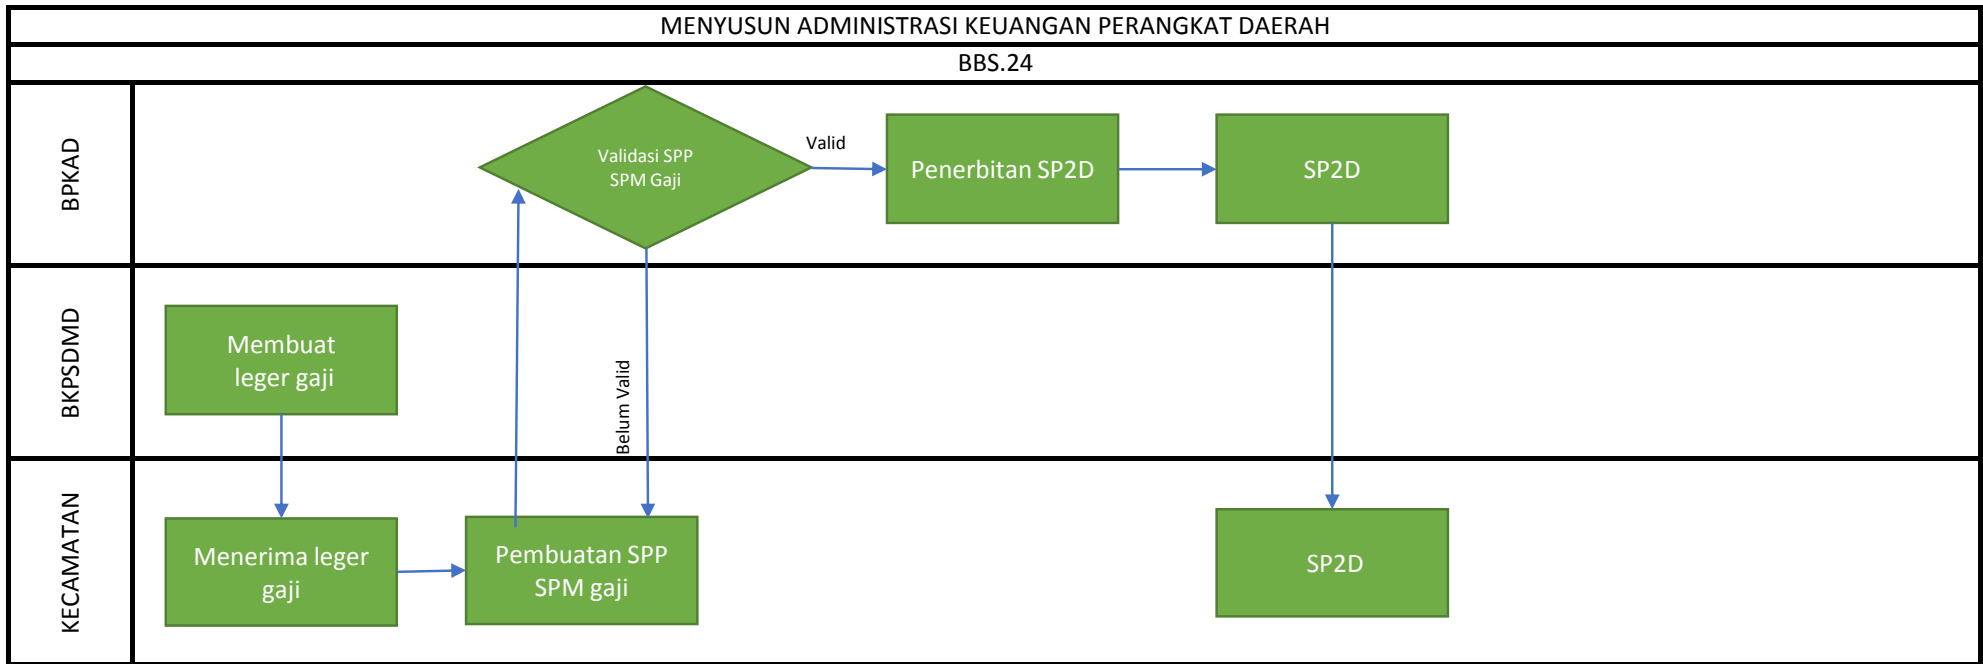 MENYUSUN ADMINISTRASI KEUANGAN PERANGKAT DAERAH
BBS.24
BPKAD
Validasi SPP
SPM Gaji
Valid
Penerbitan SP2D
SP2D
BKPSDMD
Membuat
leger gaji
Belum Valid
KECAMATAN
Menerima leger
gaji
Pembuatan SPP
SPM gaji
SP2D